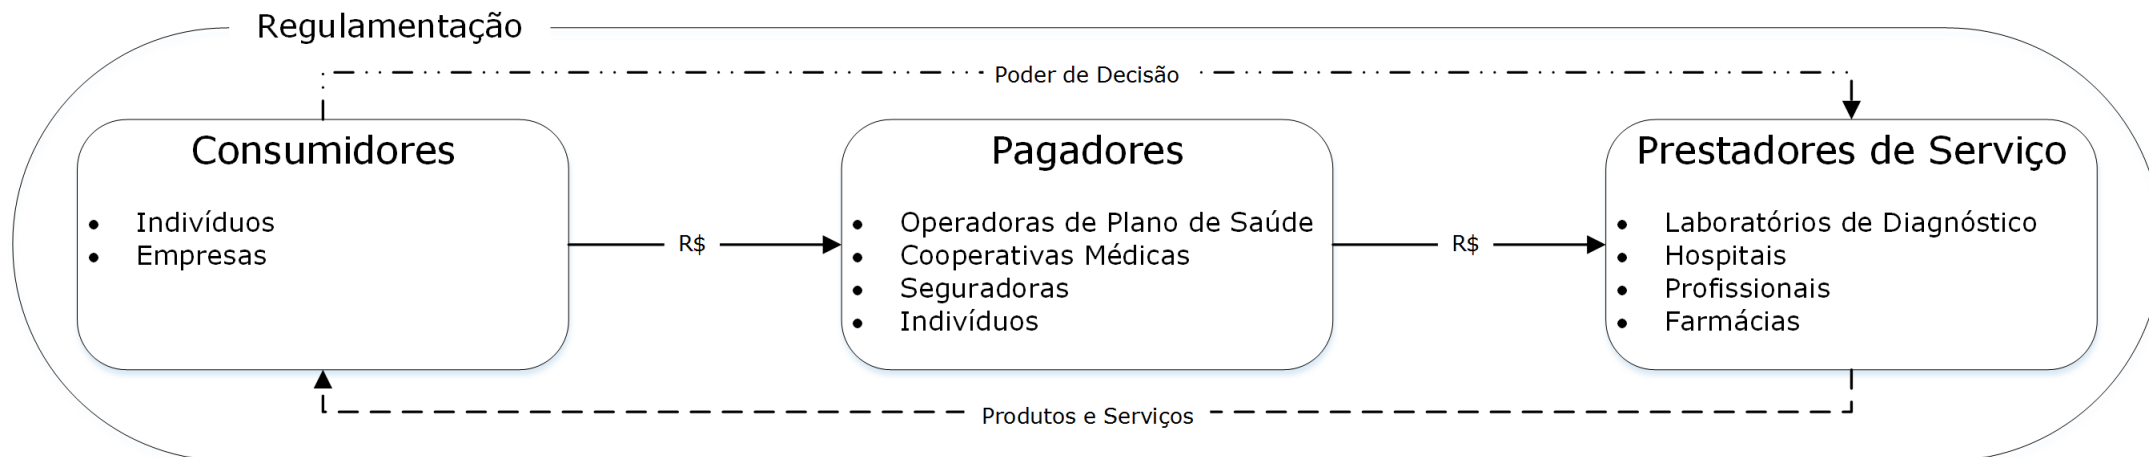 Regulamentação
Poder de Decisão
Consumidores
• Indivíduos
• Empresas
R$
Pagadores
• Operadoras de Plano de Saúde
• Cooperativas Médicas
• Seguradoras
• Indivíduos
R$
Prestadores de Serviço
• Laboratórios de Diagnóstico
• Hospitais
• Profissionais
• Farmácias
Produtos e Serviços